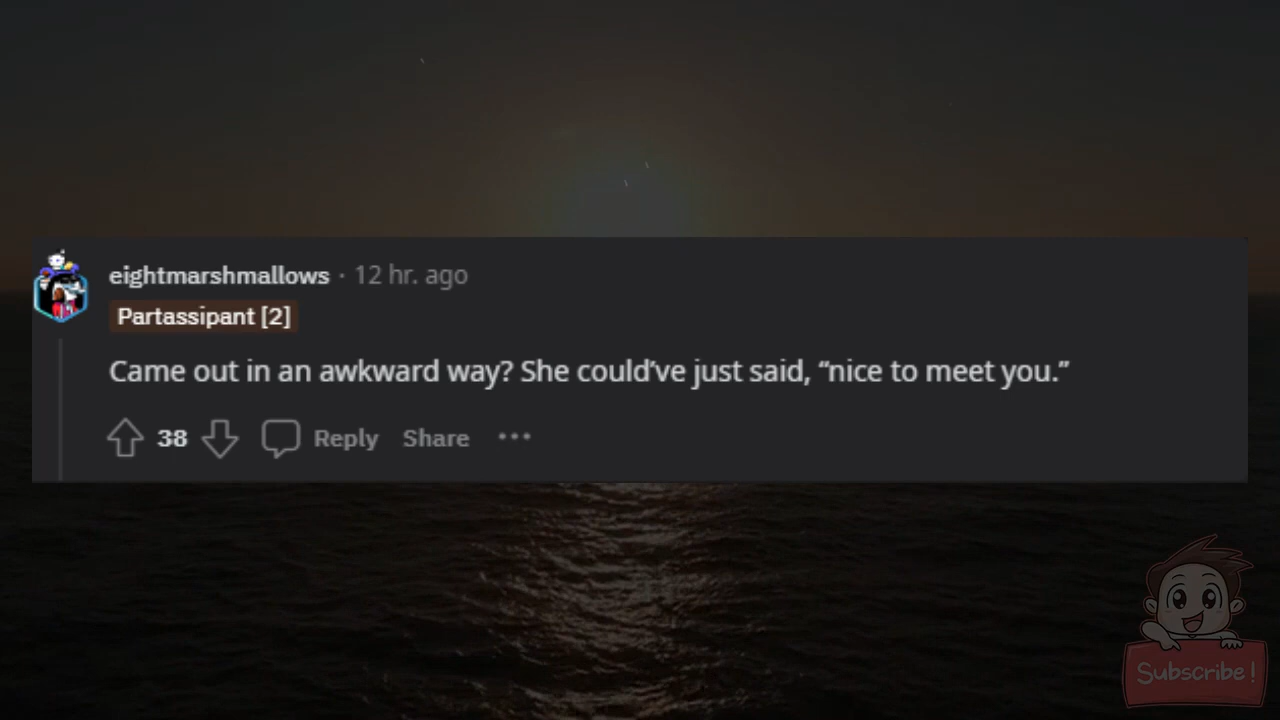 eightmarshmallows · 12 hr. ago
Partassipant [2]
Came out in an awkward way? She could’ve just said, “nice to meet you.”
38 Reply Share ···
Subscribe!